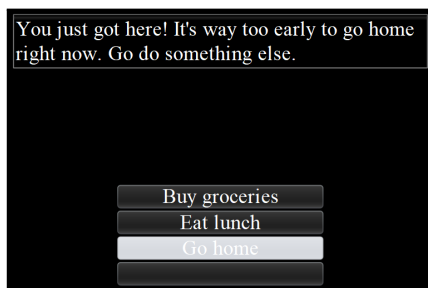 You just got here! It's way too early to go home
right now. Go do something else.
Buy groceries
Eat lunch
Go home